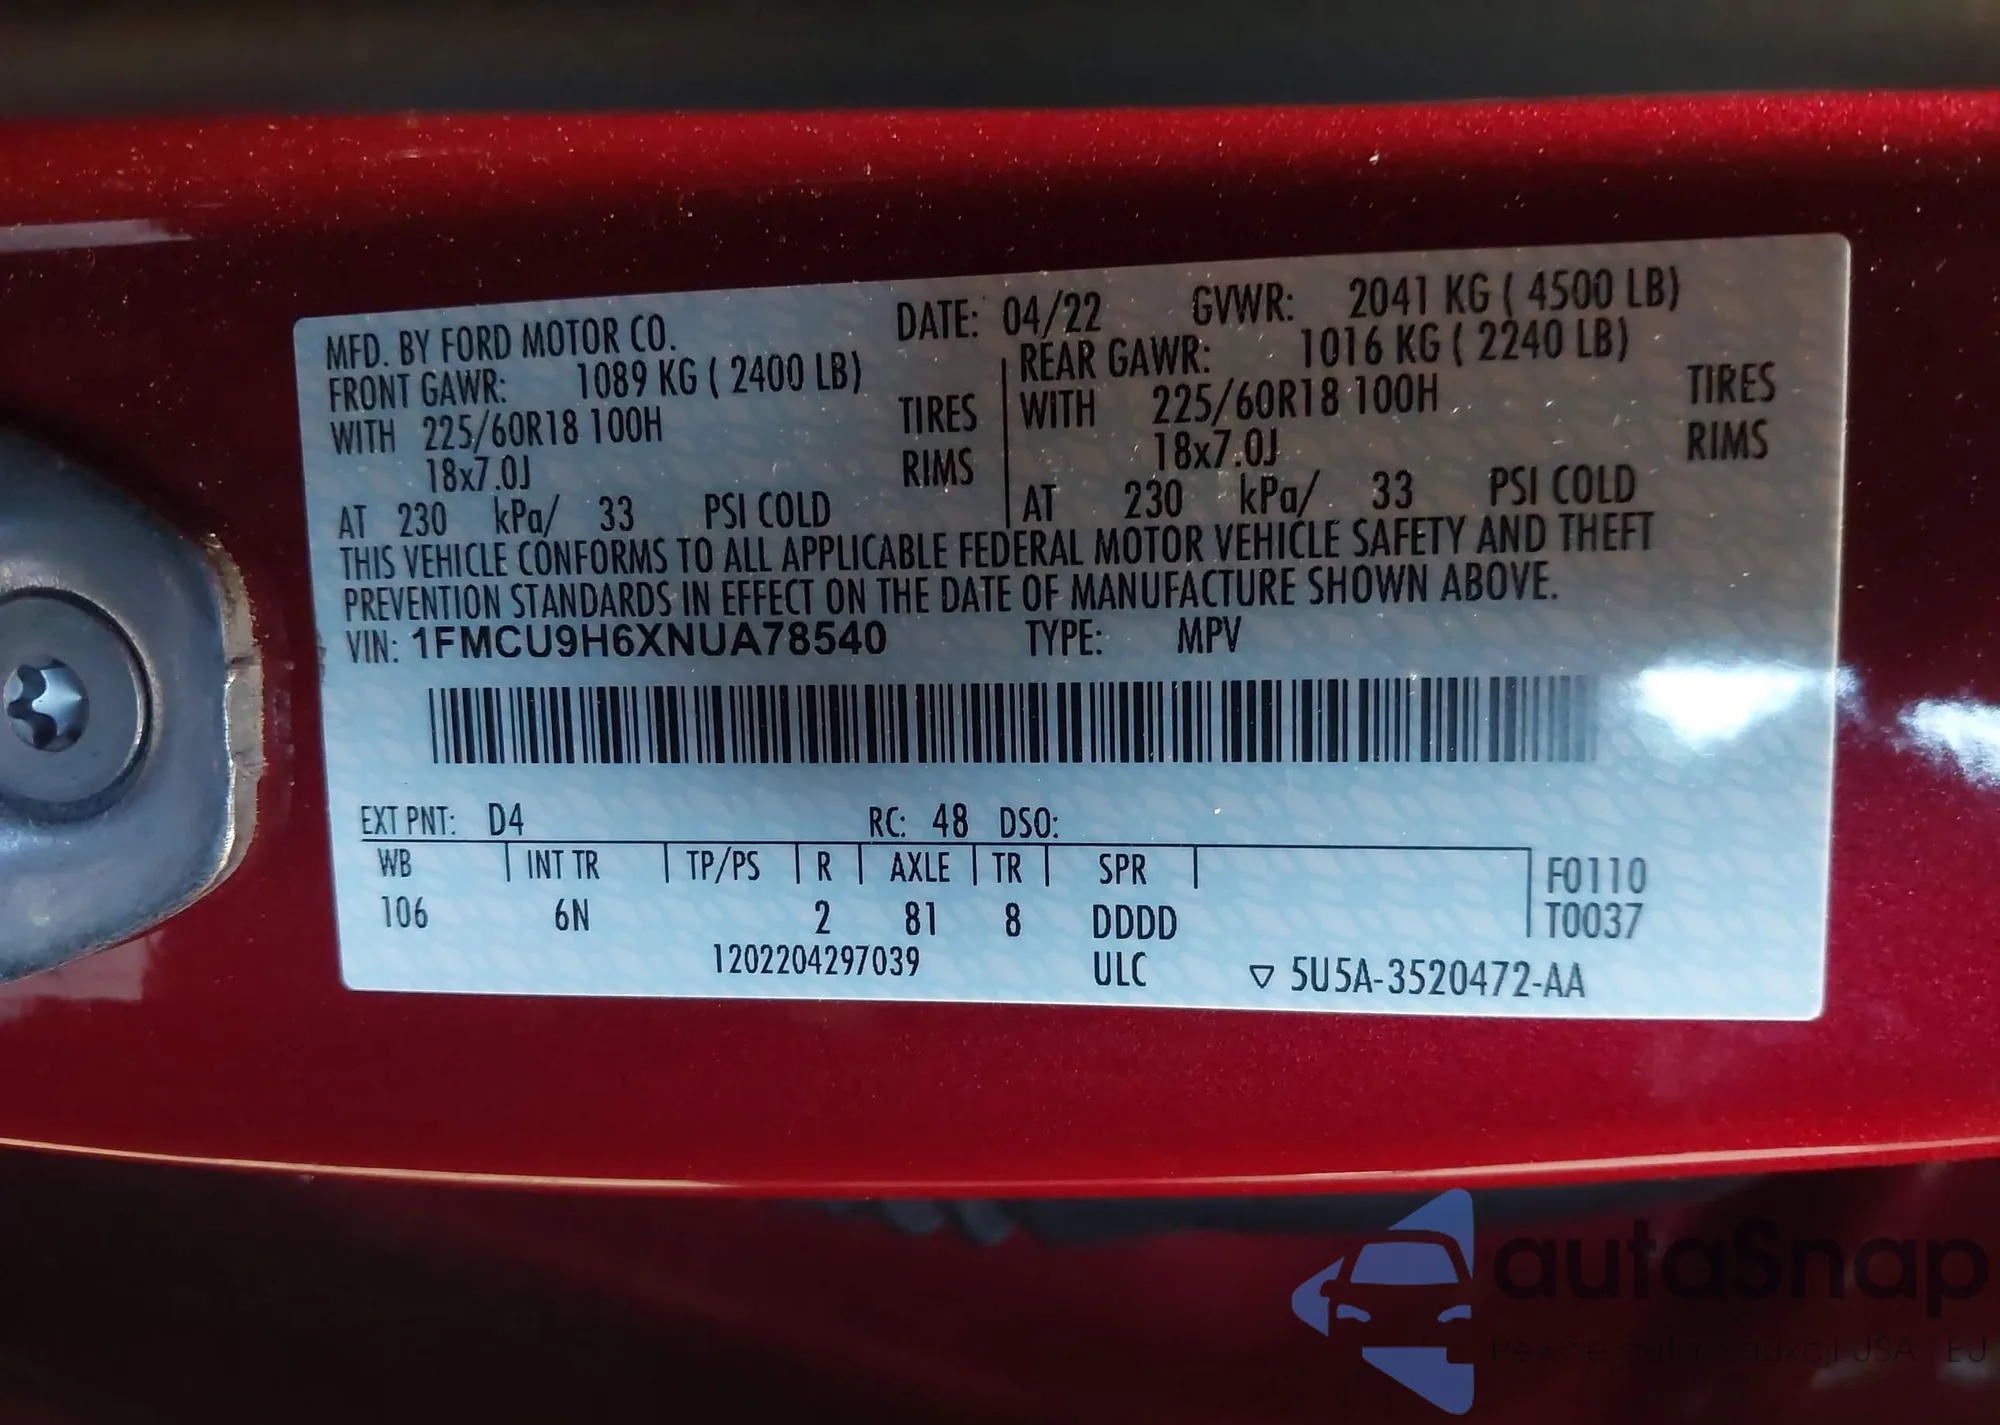 MFD. BY FORD MOTOR CO. DATE: 04/22 GVWR: 2041 KG ( 4500 LB)
FRONT GAWR: 1089 KG ( 2400 LB) REAR GAWR: 1016 KG ( 2240 LB)
WITH 225/60R18 100H TIRES WITH 225/60R18 100H TIRES
18x7.0J RIMS 18x7.0J RIMS
AT 230 kPa/ 33 PSI COLD AT 230 kPa/ 33 PSI COLD
THIS VEHICLE CONFORMS TO ALL APPLICABLE FEDERAL MOTOR VEHICLE SAFETY AND THEFT
PREVENTION STANDARDS IN EFFECT ON THE DATE OF MANUFACTURE SHOWN ABOVE.
VIN: 1FMCU9H6XNUA78540 TYPE: MPV
EXT PNT: D4 RC: 48 DSO:
WB INT TR TP/PS R AXLE TR SPR F0110
106 6N 2 81 8 DDDD T0037
1202204297039 ULC ▽ 5U5A-3520472-AA
autaSnap
USA EU